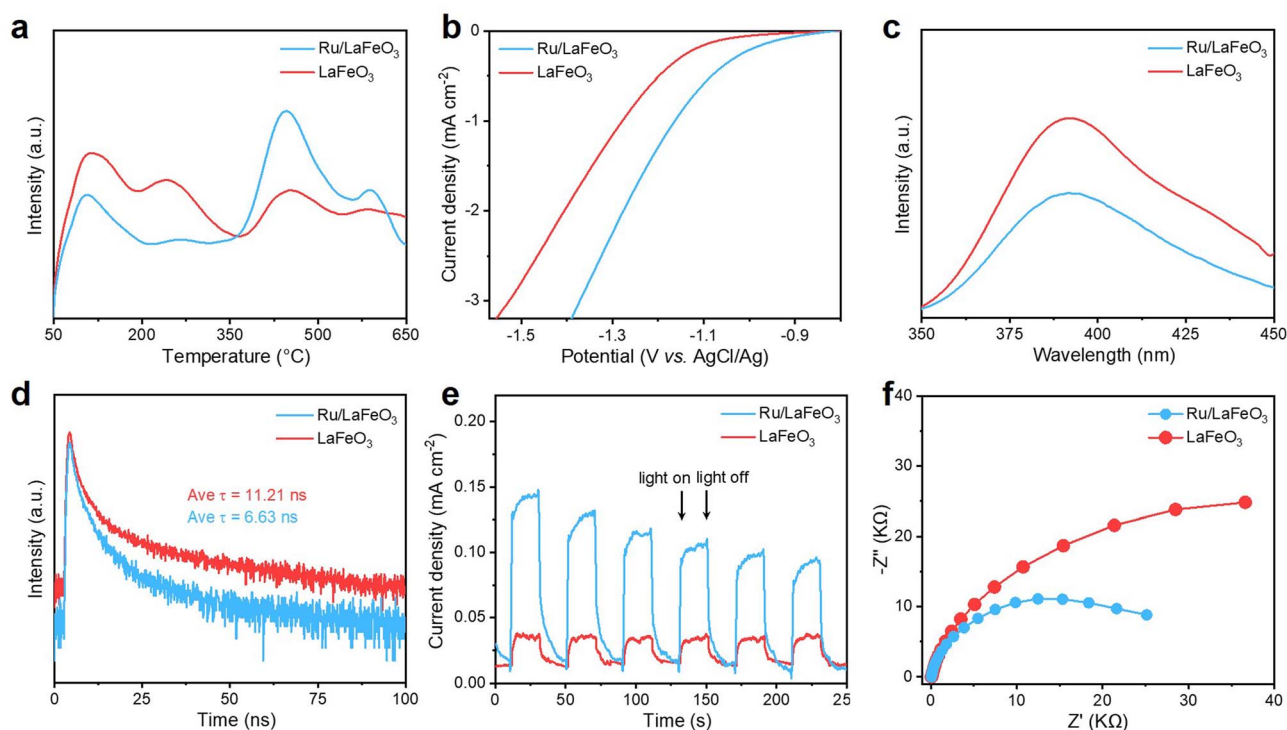 a
Ru/LaFeO₃
LaFeO₃
Intensity (a.u.)
50 200 350 500 650
Temperature (°C)
b
Ru/LaFeO₃
LaFeO₃
Current density (mA cm⁻²)
0
-1
-2
-3
-1.5 -1.3 -1.1 -0.9
Potential (V vs. AgCl/Ag)
c
Ru/LaFeO₃
LaFeO₃
Intensity (a.u.)
350 375 400 425 450
Wavelength (nm)
d
Ru/LaFeO₃
LaFeO₃
Ave τ = 11.21 ns
Ave τ = 6.63 ns
Intensity (a.u.)
0 25 50 75 100
Time (ns)
e
Ru/LaFeO₃
LaFeO₃
light on light off
Current density (mA cm⁻²)
0.20
0.15
0.10
0.05
0.00
0 50 100 150 200 25
Time (s)
f
Ru/LaFeO₃
LaFeO₃
-Z" (KΩ)
40
30
20
10
0
0 10 20 30 40
Z' (KΩ)